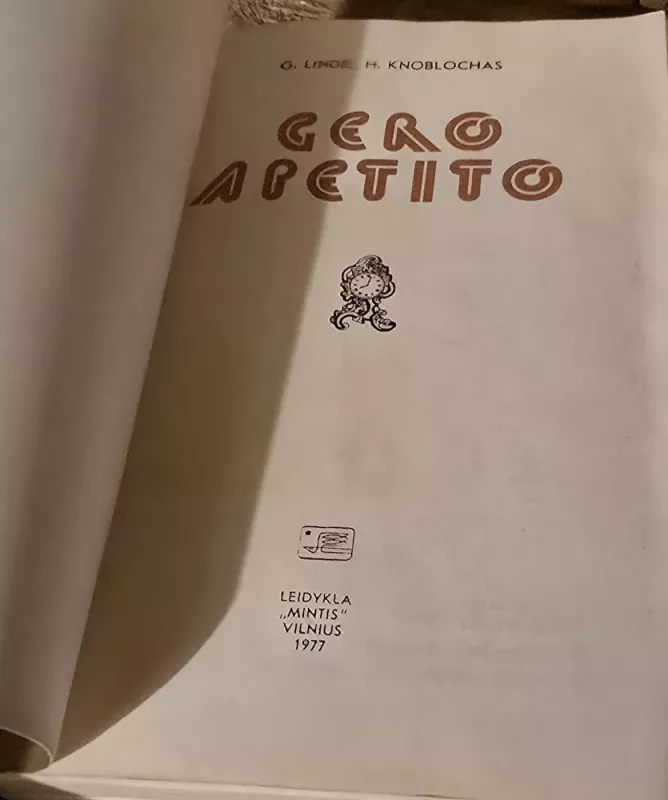 G. LINDE, H. KNOBLOCHAS
GERO
APETITO
LEIDYKLA
„MINTIS“
VILNIUS
1977